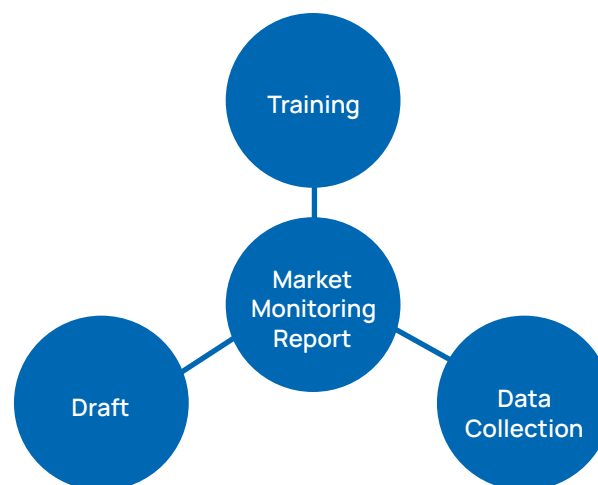 Training
Market
Monitoring
Report
Draft
Data
Collection